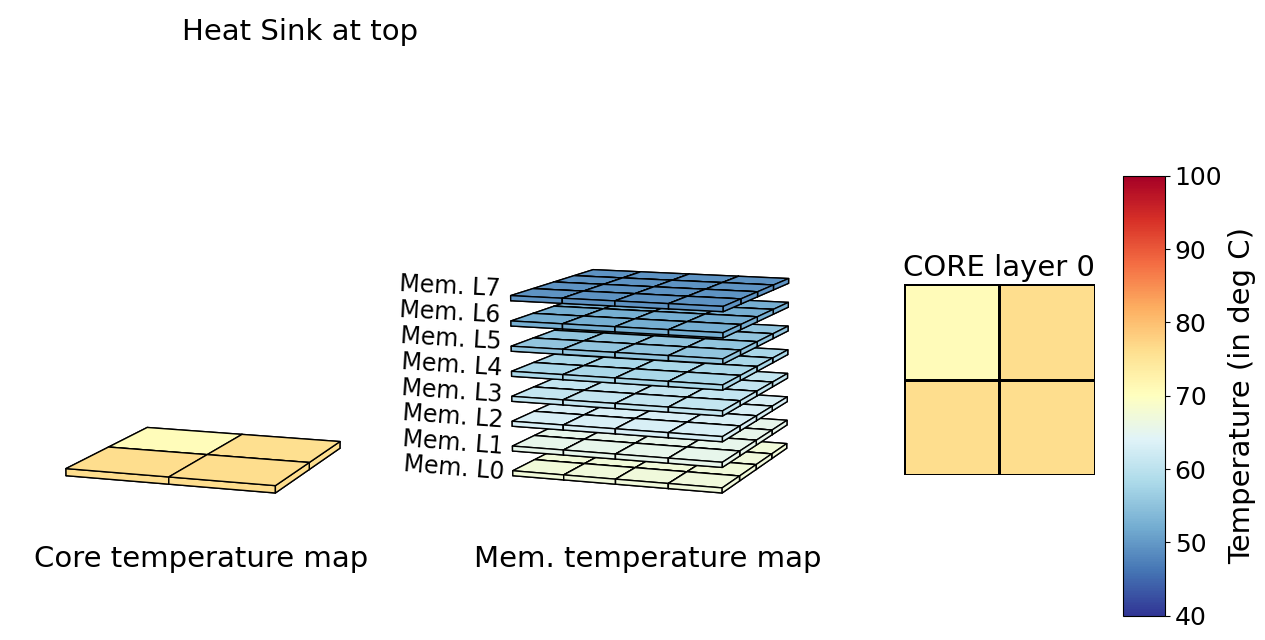 Heat Sink at top
Mem. L7
Mem. L6
Mem. L5
Mem. L4
Mem. L3
Mem. L2
Mem. L1
Mem. L0
Core temperature map
Mem. temperature map
CORE layer 0
100
90
80
70
60
50
40
Temperature (in deg C)